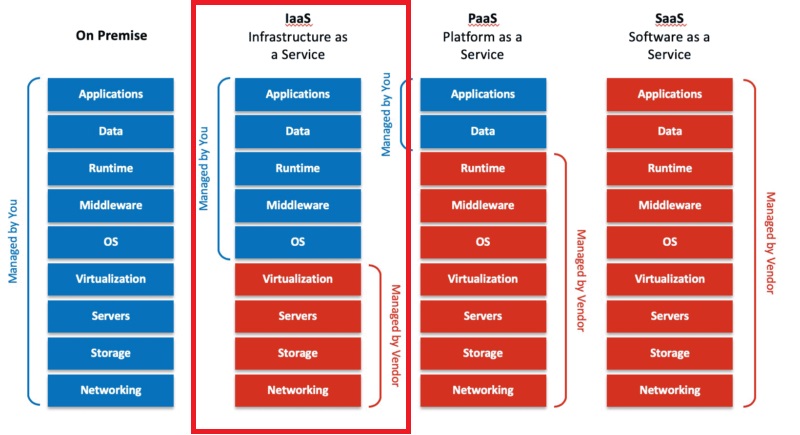 On Premise
Managed by You
Applications
Data
Runtime
Middleware
OS
Virtualization
Servers
Storage
Networking
IaaS
Infrastructure as
a Service
Managed by You
Applications
Data
Runtime
Middleware
OS
Virtualization
Servers
Storage
Networking
Managed by Vendor
PaaS
Platform as a
Service
Managed by You
Applications
Data
Runtime
Middleware
OS
Virtualization
Servers
Storage
Networking
Managed by Vendor
SaaS
Software as a
Service
Applications
Data
Runtime
Middleware
OS
Virtualization
Servers
Storage
Networking
Managed by Vendor